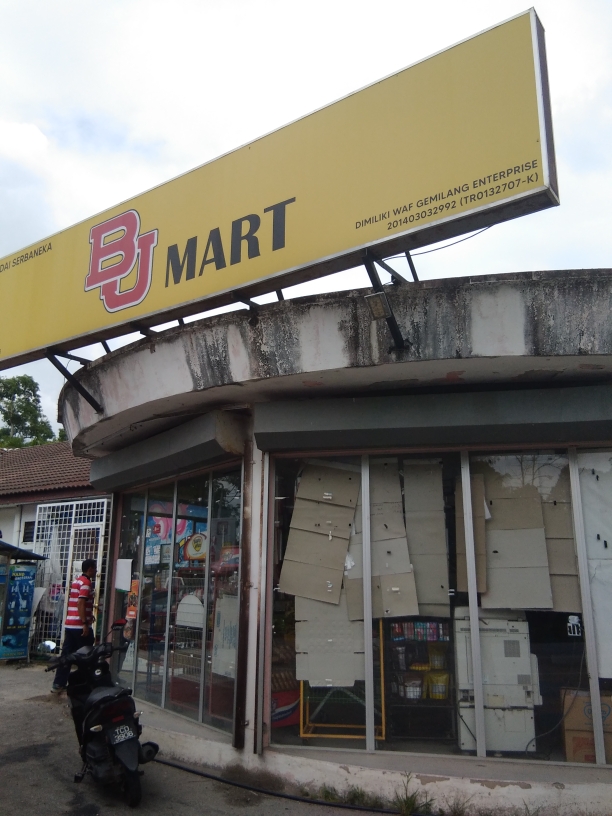 DAI SERBANEKA
BU MART
DIMILIKI WAF GEMILANG ENTERPRISE
201403032992 (TR0132707-K)